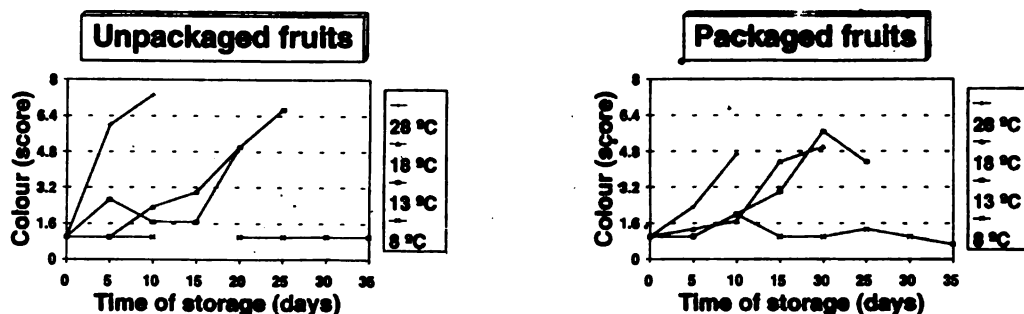 Unpackaged fruits
Colour (score)
8
6.4
4.8
3.2
1.6
0
0 5 10 15 20 25 30 35
Time of storage (days)
28 ºC
18 ºC
13 ºC
8 ºC
Packaged fruits
Colour (score)
8
6.4
4.8
3.2
1.6
0
0 5 10 15 30 25 30 35
Time of storage (days)
28 ºC
18 ºC
13 ºC
8 ºC